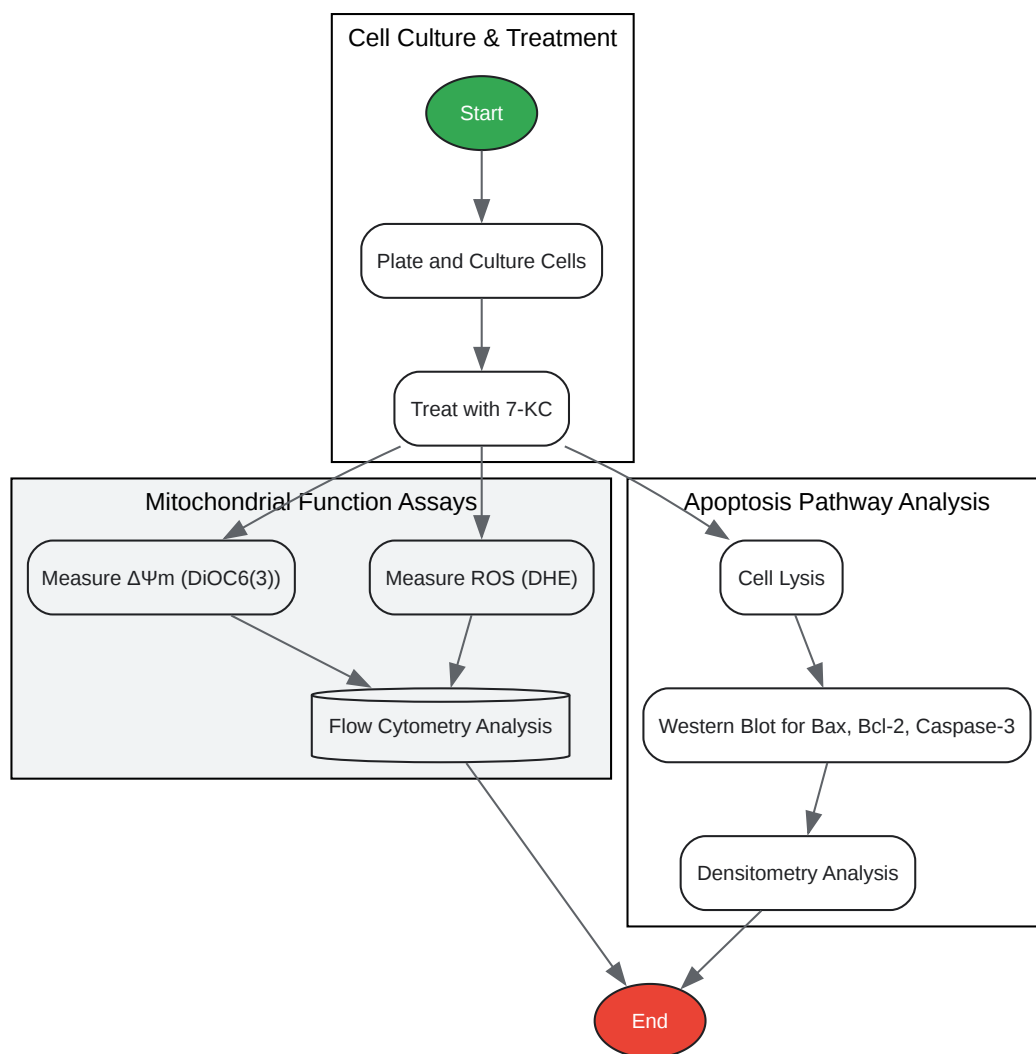 Cell Culture & Treatment
Start
Plate and Culture Cells
Treat with 7-KC
Mitochondrial Function Assays
Apoptosis Pathway Analysis
Measure ΔΨm (DiOC6(3))
Measure ROS (DHE)
Cell Lysis
Flow Cytometry Analysis
Western Blot for Bax, Bcl-2, Caspase-3
Densitometry Analysis
End